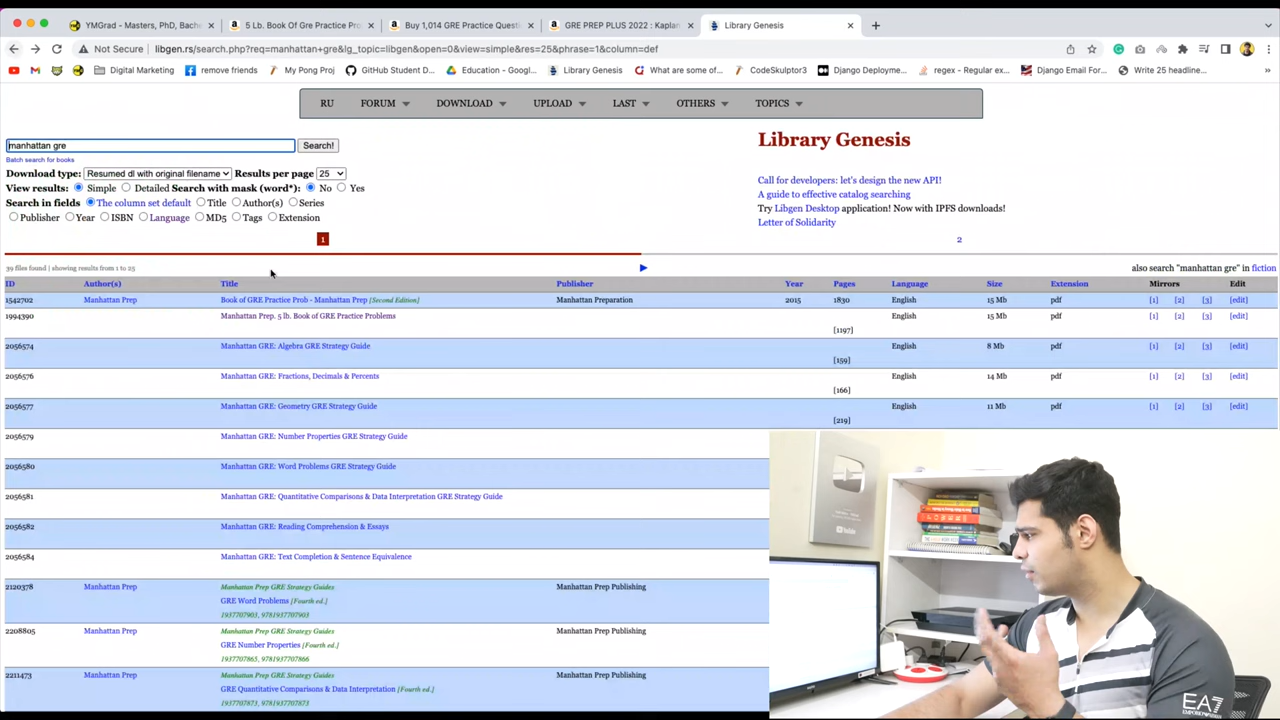 YMGrad - Masters, PhD, Bache
5 Lb. Book Of Gre Practice Pro
Buy 1,014 GRE Practice Questi
GRE PREP PLUS 2022 : Kaplan
Library Genesis
Not Secure
libgen.rs/search.php?req=manhattan+gre&lg_topic=libgen&open=0&view=simple&res=25&phrase=1&column=def
Digital Marketing
remove friends
My Pong Proj
GitHub Student D...
Education - Googl...
Library Genesis
What are some of...
CodeSkulptor3
Django Deployme...
regex - Regular ex...
Django Email For...
Write 25 headline...
RU FORUM DOWNLOAD UPLOAD LAST OTHERS TOPICS
manhattan gre Search!
Batch search for books
Download type: Resumed dl with original filename Results per page 25
View results: Simple Detailed Search with mask (word*): No Yes
Search in fields The column set default Title Author(s) Series
Publisher Year ISBN Language MD5 Tags Extension
Library Genesis
Call for developers: let's design the new API!
A guide to effective catalog searching
Try Libgen Desktop application! Now with IPFS downloads!
Letter of Solidarity
1 2
39 files found | showing results from 1 to 25 ► also search "manhattan gre" in fiction
ID Author(s) Title Publisher Year Pages Language Size Extension Mirrors Edit
1542702 Manhattan Prep Book of GRE Practice Prob - Manhattan Prep [Second Edition] Manhattan Preparation 2015 1830 English 15 Mb pdf [1] [2] [3] [edit]
1994390 Manhattan Prep. 5 lb. Book of GRE Practice Problems English 15 Mb pdf [1] [2] [3] [edit]
[1197]
2056574 Manhattan GRE: Algebra GRE Strategy Guide English 8 Mb pdf [1] [2] [3] [edit]
[159]
2056576 Manhattan GRE: Fractions, Decimals & Percents English 14 Mb pdf [1] [2] [3] [edit]
[166]
2056577 Manhattan GRE: Geometry GRE Strategy Guide English 11 Mb pdf [1] [2] [3] [edit]
[219]
2056579 Manhattan GRE: Number Properties GRE Strategy Guide
2056580 Manhattan GRE: Word Problems GRE Strategy Guide
2056581 Manhattan GRE: Quantitative Comparisons & Data Interpretation GRE Strategy Guide
2056582 Manhattan GRE: Reading Comprehension & Essays
2056584 Manhattan GRE: Text Completion & Sentence Equivalence
2120378 Manhattan Prep Manhattan Prep GRE Strategy Guides Manhattan Prep Publishing
GRE Word Problems [Fourth ed.]
1937707903, 9781937707903
2208805 Manhattan Prep Manhattan Prep GRE Strategy Guides Manhattan Prep Publishing
GRE Number Properties [Fourth ed.]
1937707865, 9781937707866
2211473 Manhattan Prep Manhattan Prep GRE Strategy Guides Manhattan Prep Publishing
GRE Quantitative Comparisons & Data Interpretation [Fourth ed.]
1937707873, 9781937707873
EA7